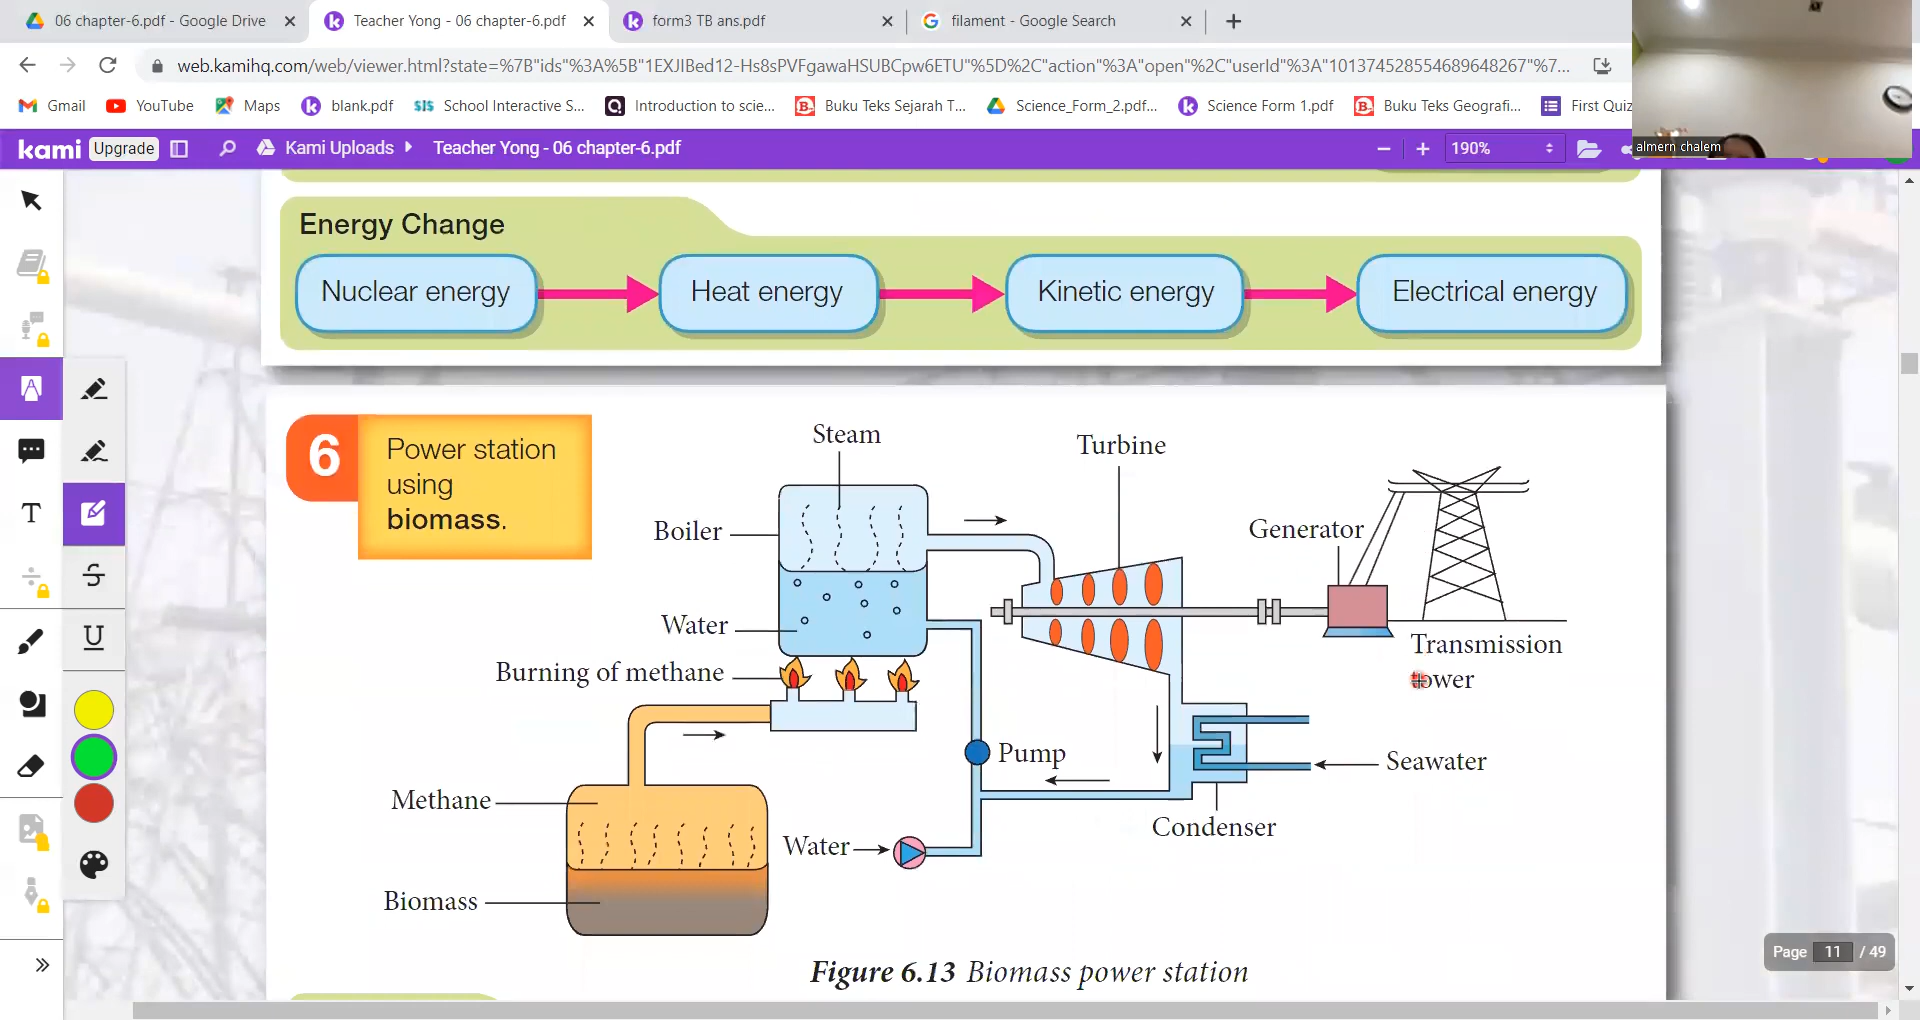 06 chapter-6.pdf - Google Drive
Teacher Yong - 06 chapter-6.pdf
form3 TB ans.pdf
filament - Google Search
web.kamihq.com/web/viewer.html?state=%7B"ids"%3A%5B"1EXJIBed12-Hs8sPVFgawaHSUBCpw6ETU"%5D%2C"action"%3A"open"%2C"userId"%3A"101374528554689648267"%7...
Gmail
YouTube
Maps
blank.pdf
SIS School Interactive S...
Introduction to scie...
Buku Teks Sejarah T...
Science_Form_2.pdf...
Science Form 1.pdf
Buku Teks Geografi...
First Quiz
almern chalem
kami Upgrade
Kami Uploads
Teacher Yong - 06 chapter-6.pdf
190%
Energy Change
Nuclear energy
Heat energy
Kinetic energy
Electrical energy
6
Power station
using
biomass.
Steam
Turbine
Boiler
Generator
Water
Transmission
tower
Burning of methane
Pump
Seawater
Methane
Condenser
Water
Biomass
Figure 6.13 Biomass power station
Page 11 / 49